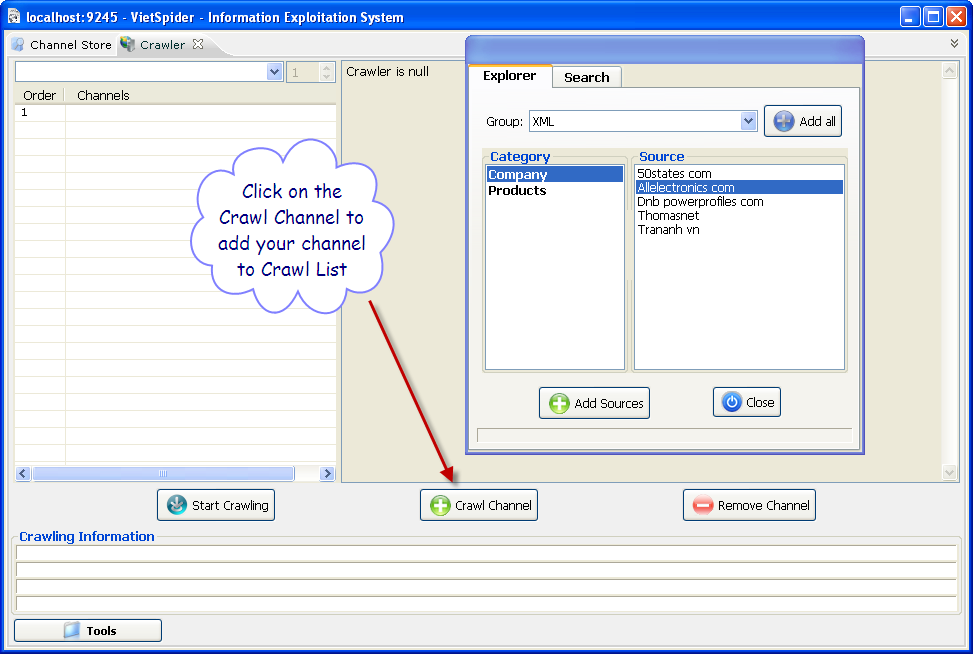 localhost:9245 - VietSpider - Information Exploitation System
Channel Store
Crawler
1
Crawler is null
Order Channels
1
Click on the
Crawl Channel to
add your channel
to Crawl List
Explorer
Search
Group: XML
Add all
Category
Company
Products
Source
50states com
Allelectronics com
Dnb powerprofiles com
Thomasnet
Trananh vn
Add Sources
Close
Start Crawling
Crawl Channel
Remove Channel
Crawling Information
Tools